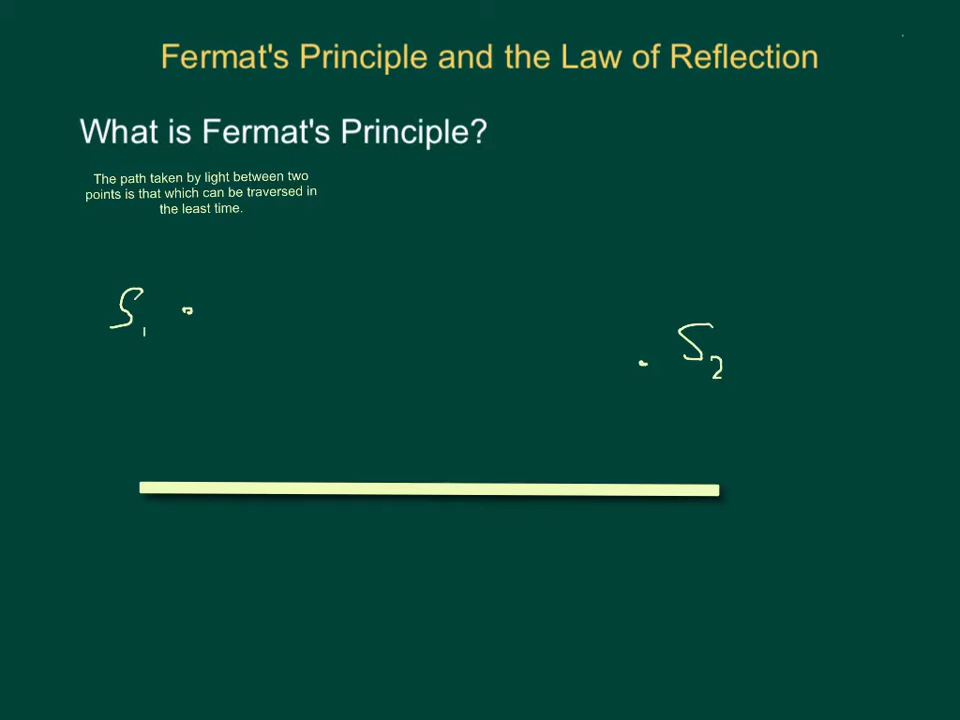 Fermat's Principle and the Law of Reflection
What is Fermat's Principle?
The path taken by light between two
points is that which can be traversed in
the least time.
S1
S2